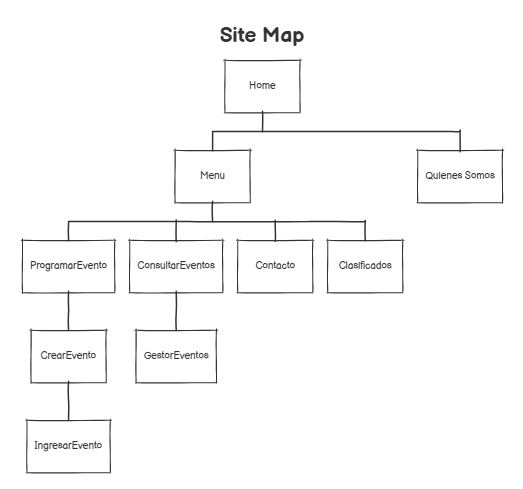 Site Map
Home
Menu
Quienes Somos
ProgramarEvento
ConsultarEventos
Contacto
Clasificados
CrearEvento
GestorEventos
IngresarEvento